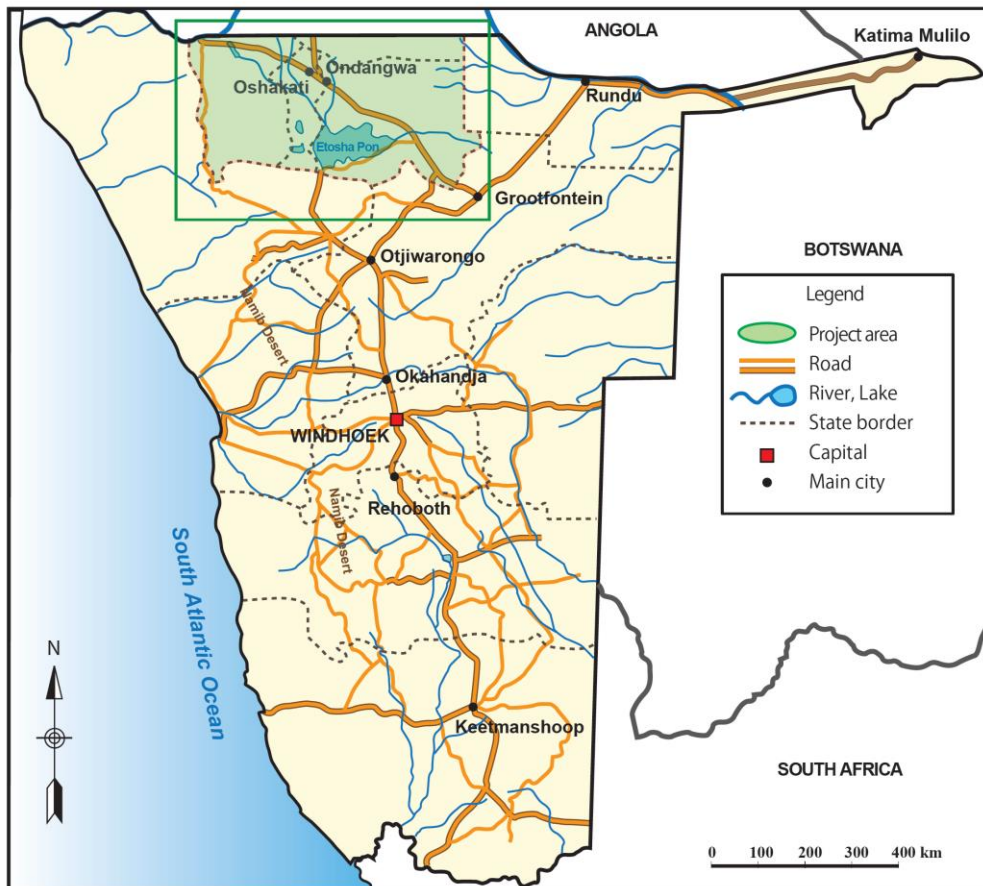 ANGOLA
Katima Mulilo
Ondangwa
Oshakati
Rundu
Etosha Pon
Grootfontein
Otjiwarongo
BOTSWANA
Legend
Project area
Road
River, Lake
State border
Capital
Main city
Namib Desert
Okahandja
WINDHOEK
Rehoboth
Namib Desert
South Atlantic Ocean
N
Keetmanshoop
SOUTH AFRICA
0 100 200 300 400 km